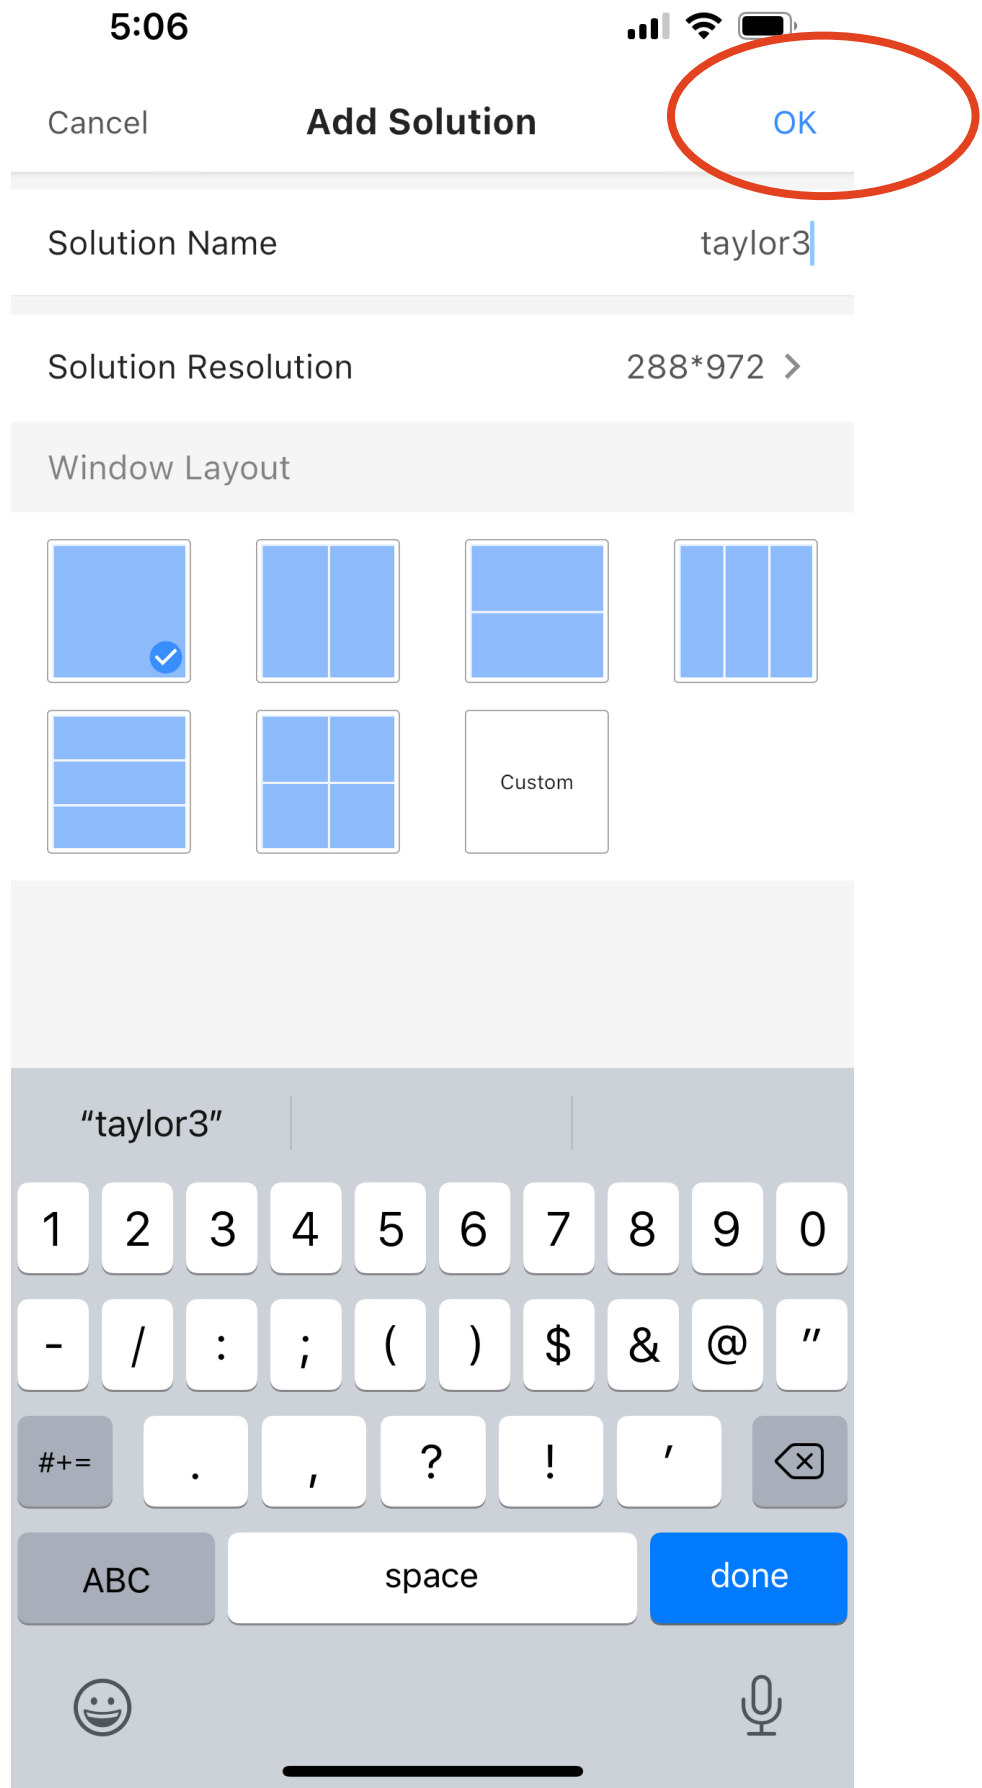 5:06
Cancel Add Solution OK
Solution Name taylor3
Solution Resolution 288*972 >
Window Layout
Custom
“taylor3”
1 2 3 4 5 6 7 8 9 0
- / : ; ( ) $ & @ "
#+= . , ? ! ’
ABC space done